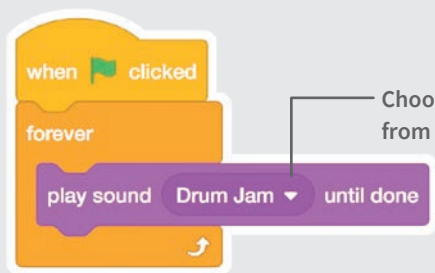 when clicked
Choo
forever
from
play sound Drum Jam until done